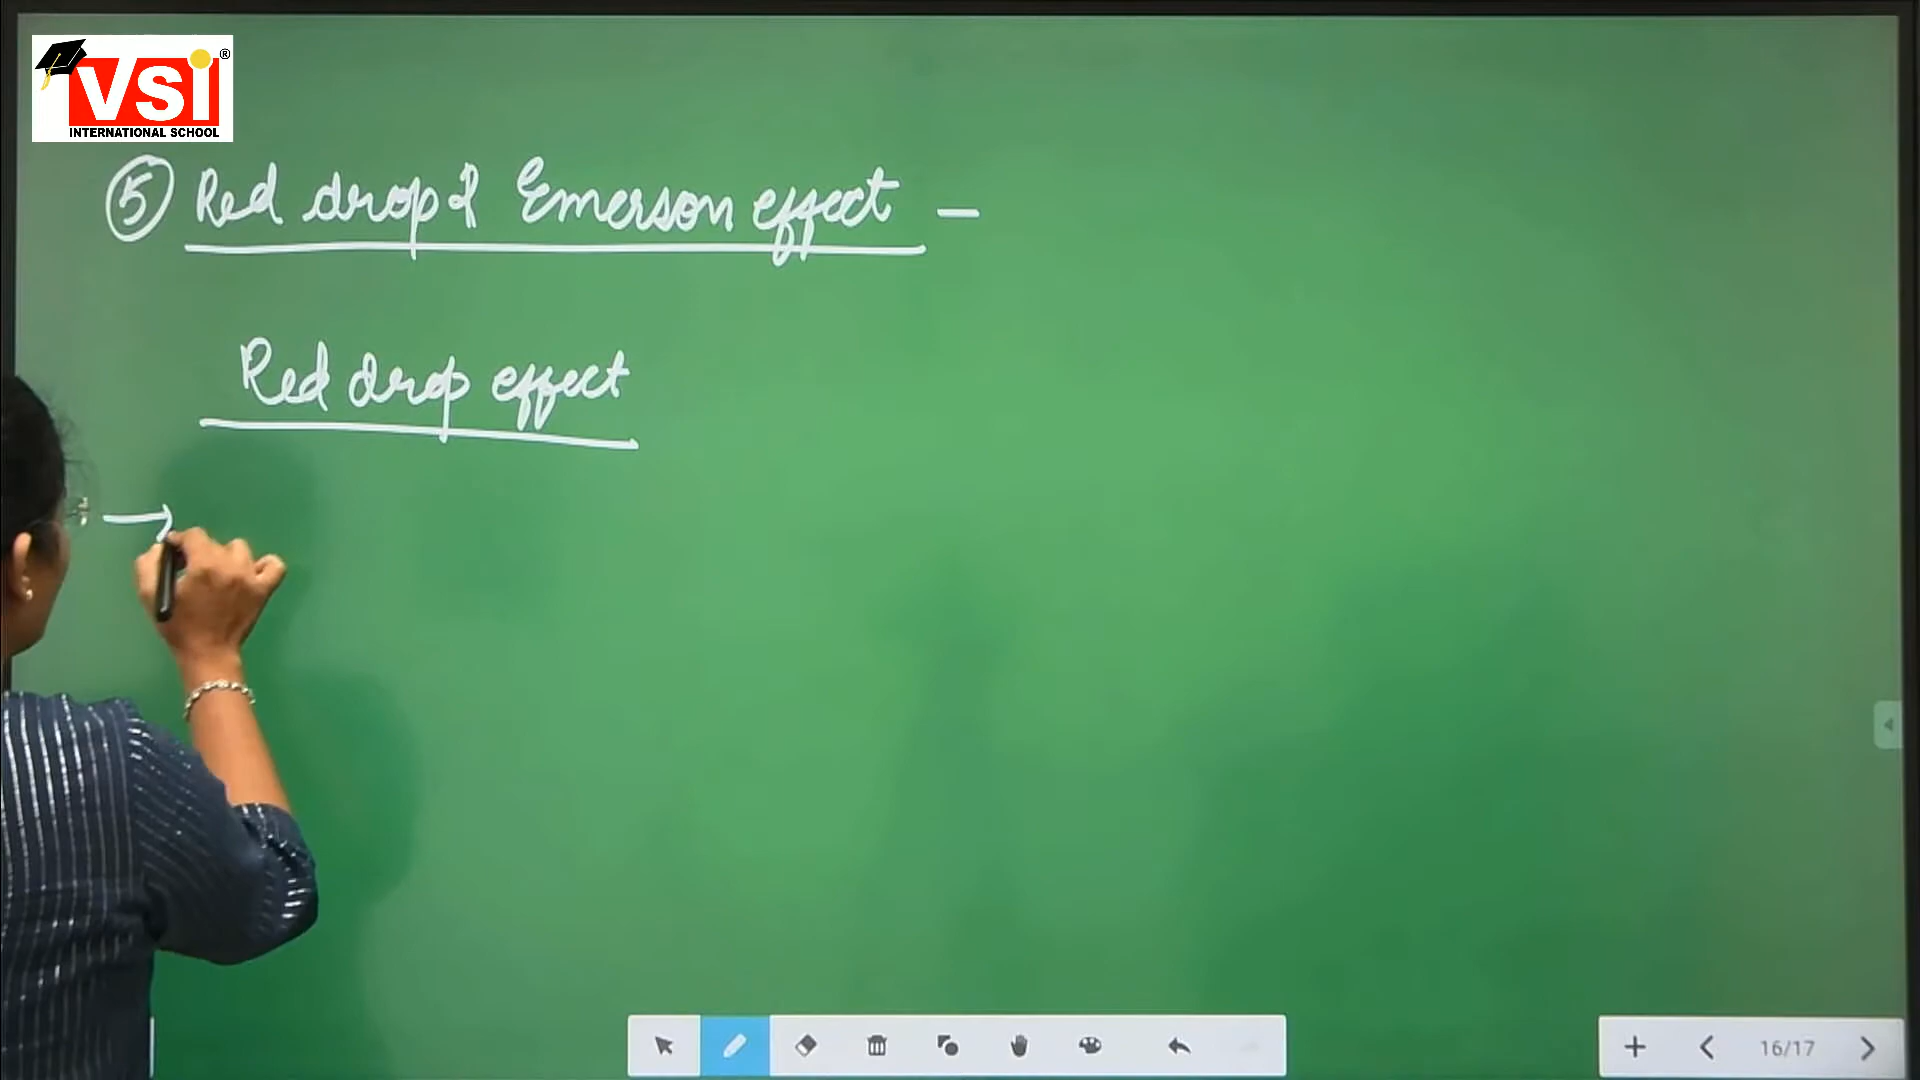 VSI®
INTERNATIONAL SCHOOL
⑤ Red drop & Emerson effect –
Red drop effect
→
16/17